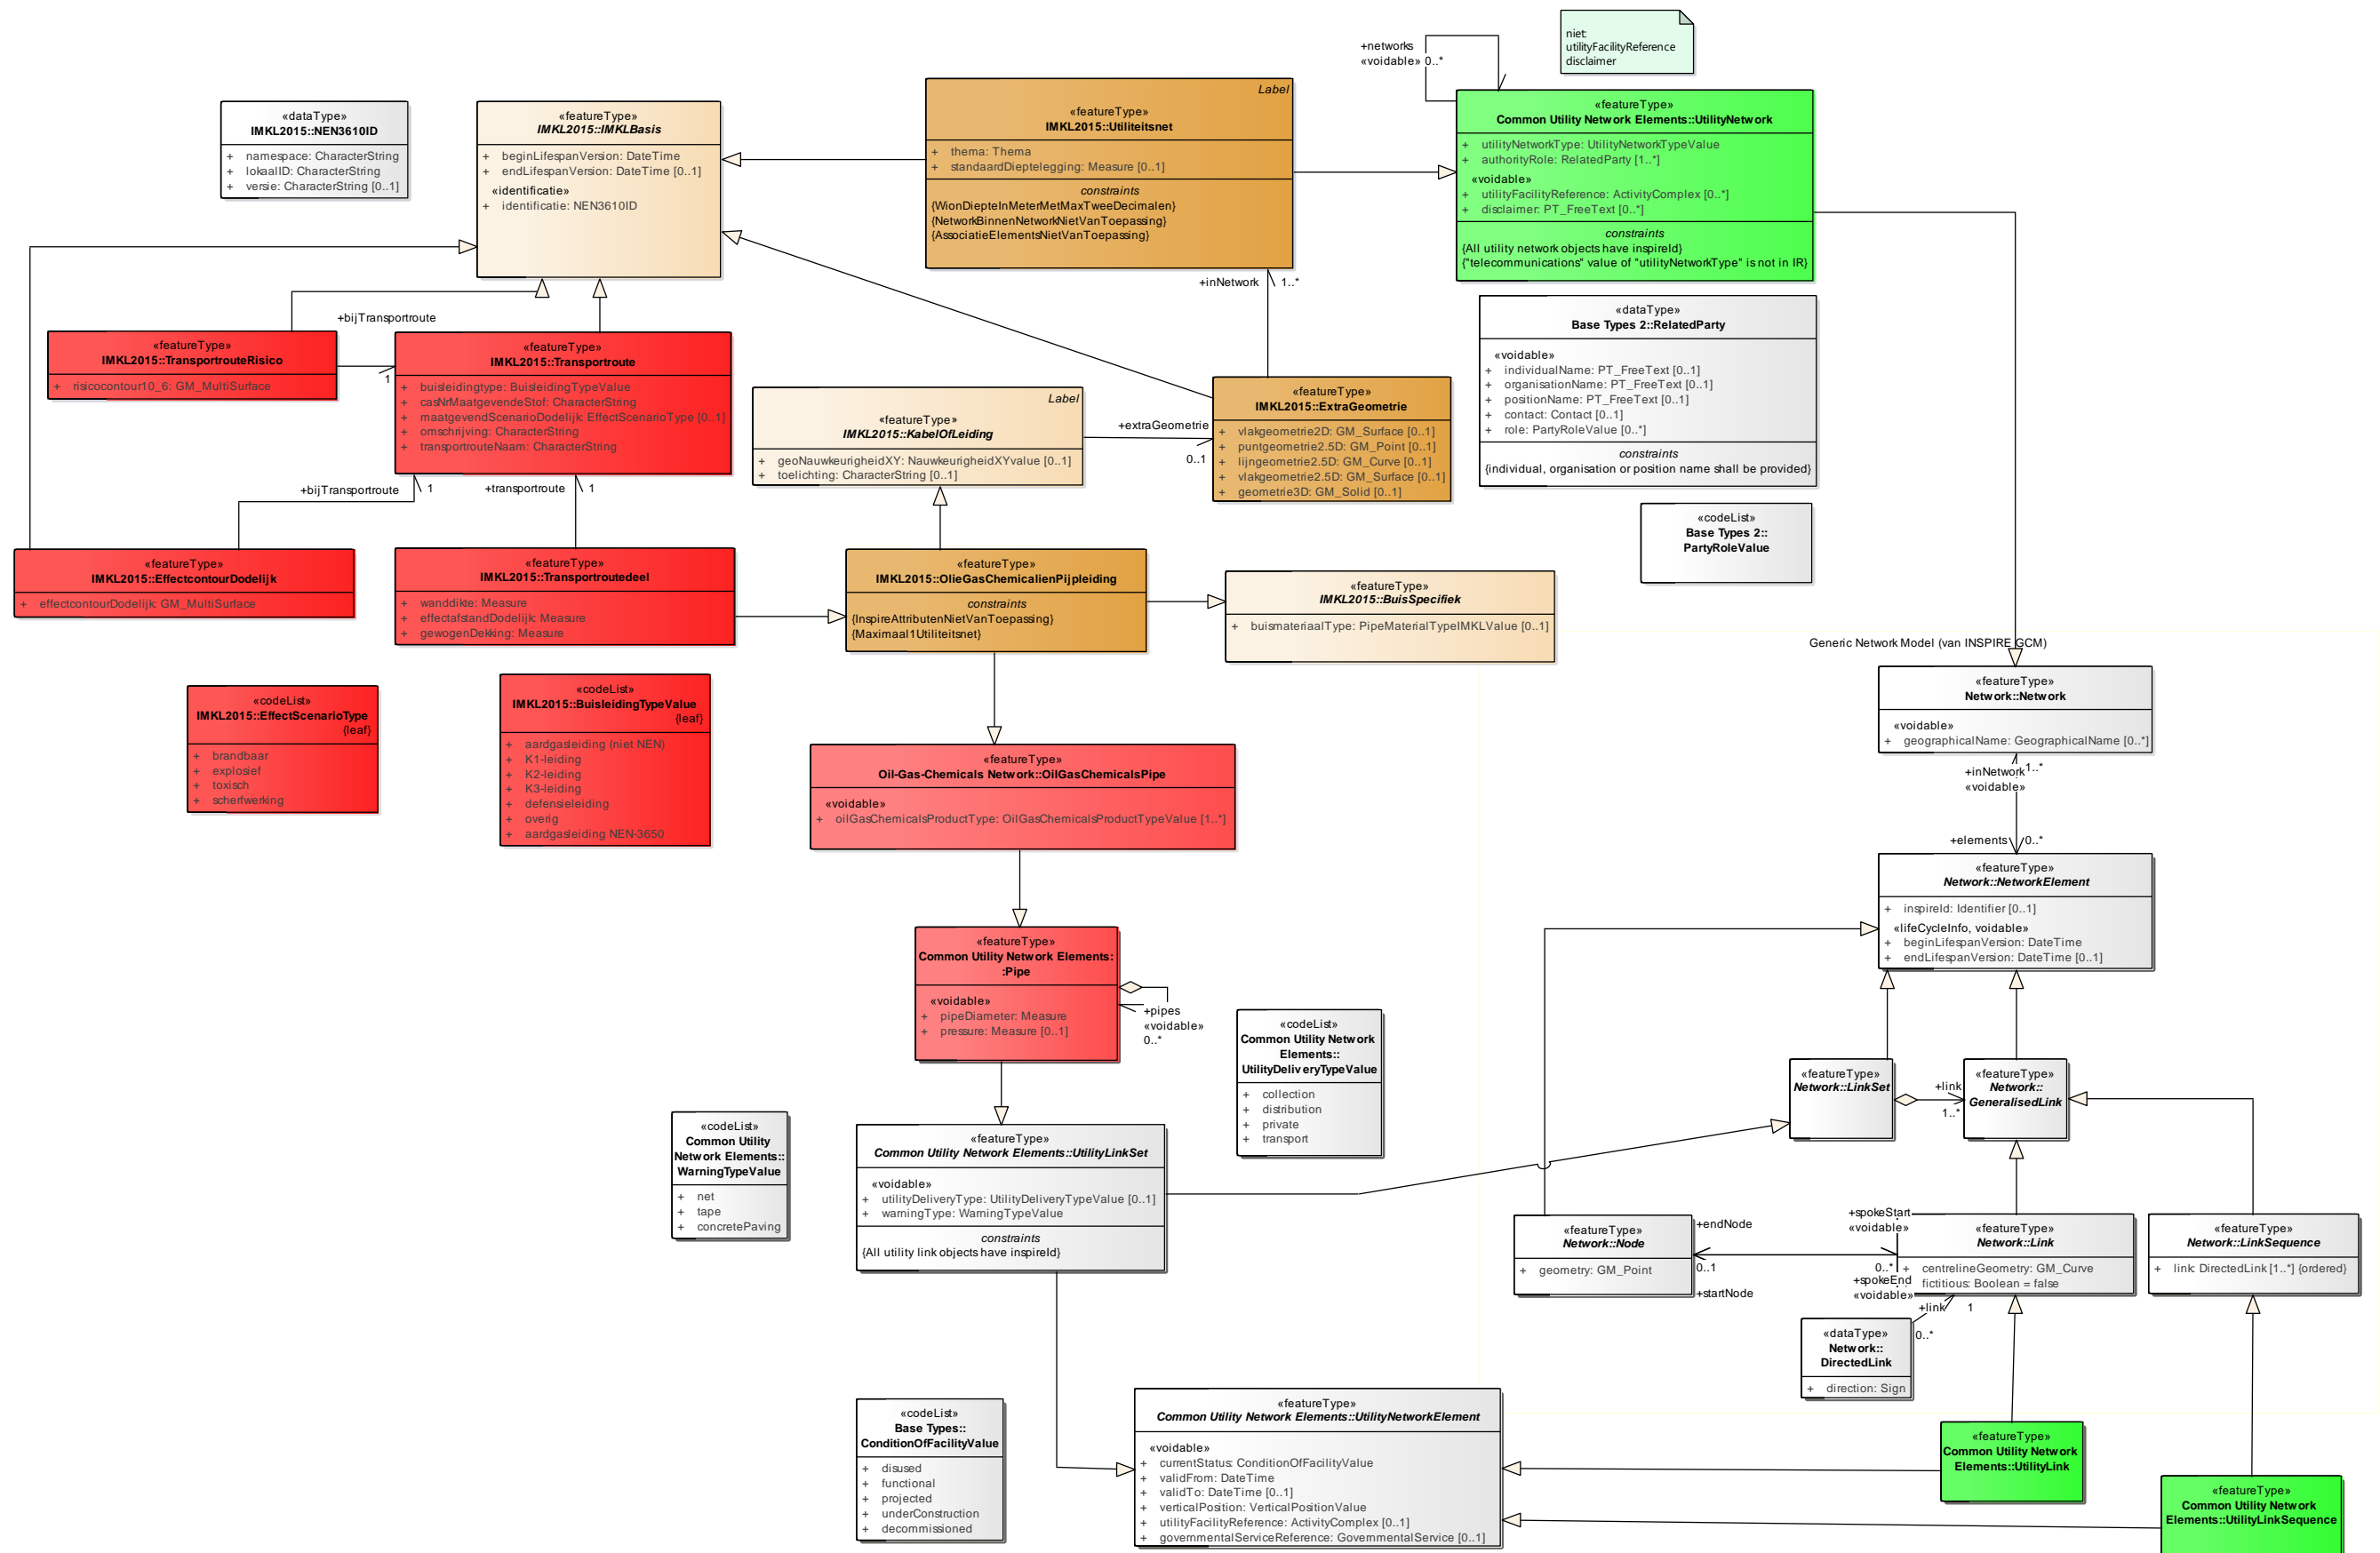 niet:
utilityFacilityReference
disclaimer
+networks
«voidable» 0..*
«dataType»
IMKL2015::NEN3610ID
+ namespace: CharacterString
+ lokaalID: CharacterString
+ versie: CharacterString [0..1]
«featureType»
IMKL2015::IMKLBasis
+ beginLifespanVersion: DateTime
+ endLifespanVersion: DateTime [0..1]
«identificatie»
+ identificatie: NEN3610ID
Label
«featureType»
IMKL2015::Utiliteitsnet
+ thema: Thema
+ standaardDieptelegging: Measure [0..1]
constraints
{WionDiepteInMeterMetMaxTweeDecimalen}
{NetworkBinnenNetworkNietVanToepassing}
{AssociatieElementsNietVanToepassing}
«featureType»
Common Utility Network Elements::UtilityNetwork
+ utilityNetworkType: UtilityNetworkTypeValue
+ authorityRole: RelatedParty [1..*]
«voidable»
+ utilityFacilityReference: ActivityComplex [0..*]
+ disclaimer: PT_FreeText [0..*]
constraints
{All utility network objects have inspireId}
{"telecommunications" value of "utilityNetworkType" is not in IR}
+inNetwork 1..*
«dataType»
Base Types 2::RelatedParty
«voidable»
+ individualName: PT_FreeText [0..1]
+ organisationName: PT_FreeText [0..1]
+ positionName: PT_FreeText [0..1]
+ contact: Contact [0..1]
+ role: PartyRoleValue [0..*]
constraints
{individual, organisation or position name shall be provided}
+bijTransportroute
1
«featureType»
IMKL2015::TransportrouteRisico
+ risicocontour10_6: GM_MultiSurface
«featureType»
IMKL2015::Transportroute
+ buisleidingtype: BuisleidingTypeValue
+ casNrMaatgevendeStof: CharacterString
+ maatgevendScenarioDodelijk: EffectScenarioType [0..1]
+ omschrijving: CharacterString
+ transportrouteNaam: CharacterString
Label
«featureType»
IMKL2015::KabelOfLeiding
+ geoNauwkeurigheidXY: NauwkeurigheidXYvalue [0..1]
+ toelichting: CharacterString [0..1]
+extraGeometrie
0..1
«featureType»
IMKL2015::ExtraGeometrie
+ vlakgeometrie2D: GM_Surface [0..1]
+ puntgeometrie2.5D: GM_Point [0..1]
+ lijngeometrie2.5D: GM_Curve [0..1]
+ vlakgeometrie2.5D: GM_Surface [0..1]
+ geometrie3D: GM_Solid [0..1]
+bijTransportroute 1
+transportroute 1
«codeList»
Base Types 2::
PartyRoleValue
«featureType»
IMKL2015::EffectcontourDodelijk
+ effectcontourDodelijk: GM_MultiSurface
«featureType»
IMKL2015::Transportroutedeel
+ wanddikte: Measure
+ effectafstandDodelijk: Measure
+ gewogenDekking: Measure
«featureType»
IMKL2015::OlieGasChemicalienPijpleiding
constraints
{InspireAttributenNietVanToepassing}
{Maximaal1Utiliteitsnet}
«featureType»
IMKL2015::BuisSpecifiek
+ buismateriaalType: PipeMaterialTypeIMKLValue [0..1]
Generic Network Model (van INSPIRE GCM)
«featureType»
Network::Network
«voidable»
+ geographicalName: GeographicalName [0..*]
+inNetwork 1..*
«voidable»
+elements 0..*
«codeList»
IMKL2015::EffectScenarioType
{leaf}
+ brandbaar
+ explosief
+ toxisch
+ scherfwerking
«codeList»
IMKL2015::BuisleidingTypeValue
{leaf}
+ aardgasleiding (niet NEN)
+ K1-leiding
+ K2-leiding
+ K3-leiding
+ defensieleiding
+ overig
+ aardgasleiding NEN-3650
«featureType»
Oil-Gas-Chemicals Network::OilGasChemicalsPipe
«voidable»
+ oilGasChemicalsProductType: OilGasChemicalsProductTypeValue [1..*]
«featureType»
Network::NetworkElement
+ inspireId: Identifier [0..1]
«lifeCycleInfo, voidable»
+ beginLifespanVersion: DateTime
+ endLifespanVersion: DateTime [0..1]
«featureType»
Common Utility Network Elements:
:Pipe
«voidable»
+ pipeDiameter: Measure
+ pressure: Measure [0..1]
+pipes
«voidable»
0..*
«codeList»
Common Utility Network
Elements::
UtilityDeliveryTypeValue
+ collection
+ distribution
+ private
+ transport
«featureType»
Network::LinkSet
+link
1..*
«featureType»
Network::
GeneralisedLink
«codeList»
Common Utility
Network Elements::
WarningTypeValue
+ net
+ tape
+ concretePaving
«featureType»
Common Utility Network Elements::UtilityLinkSet
«voidable»
+ utilityDeliveryType: UtilityDeliveryTypeValue [0..1]
+ warningType: WarningTypeValue
constraints
{All utility link objects have inspireId}
«featureType»
Network::Node
+ geometry: GM_Point
+endNode
0..1
+startNode
+spokeStart
«voidable»
0..*
+spokeEnd
«voidable»
«featureType»
Network::Link
+ centrelineGeometry: GM_Curve
fictitious: Boolean = false
«featureType»
Network::LinkSequence
+ link: DirectedLink [1..*] {ordered}
+link 1
0..*
«dataType»
Network::
DirectedLink
+ direction: Sign
«codeList»
Base Types::
ConditionOfFacilityValue
+ disused
+ functional
+ projected
+ underConstruction
+ decommissioned
«featureType»
Common Utility Network Elements::UtilityNetworkElement
«voidable»
+ currentStatus: ConditionOfFacilityValue
+ validFrom: DateTime
+ validTo: DateTime [0..1]
+ verticalPosition: VerticalPositionValue
+ utilityFacilityReference: ActivityComplex [0..1]
+ governmentalServiceReference: GovernmentalService [0..1]
«featureType»
Common Utility Network
Elements::UtilityLink
«featureType»
Common Utility Network
Elements::UtilityLinkSequence